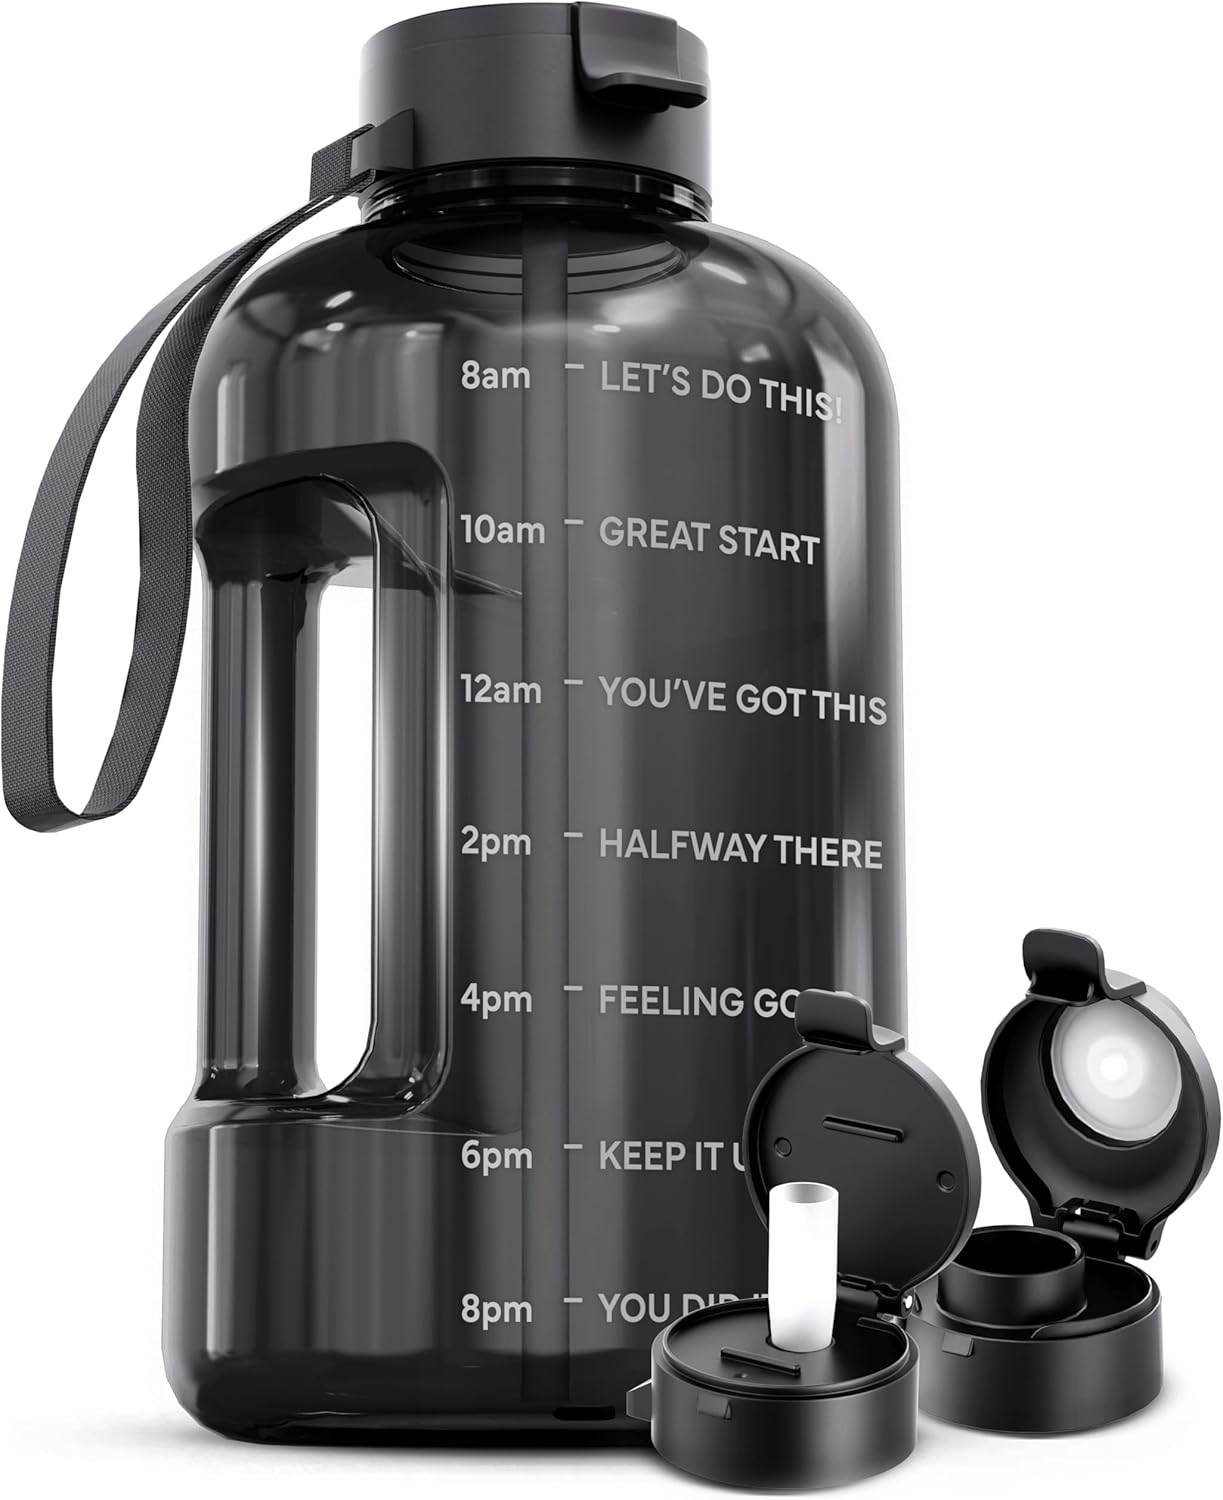 8am – LET'S DO THIS!
10am – GREAT START
12am – YOU'VE GOT THIS
2pm – HALFWAY THERE
4pm – FEELING
6pm – KEEP IT
8pm – YOU